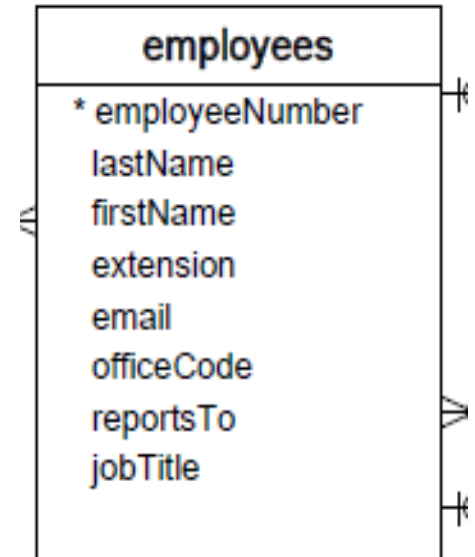 employees
* employeeNumber
lastName
firstName
extension
email
officeCode
reportsTo
jobTitle